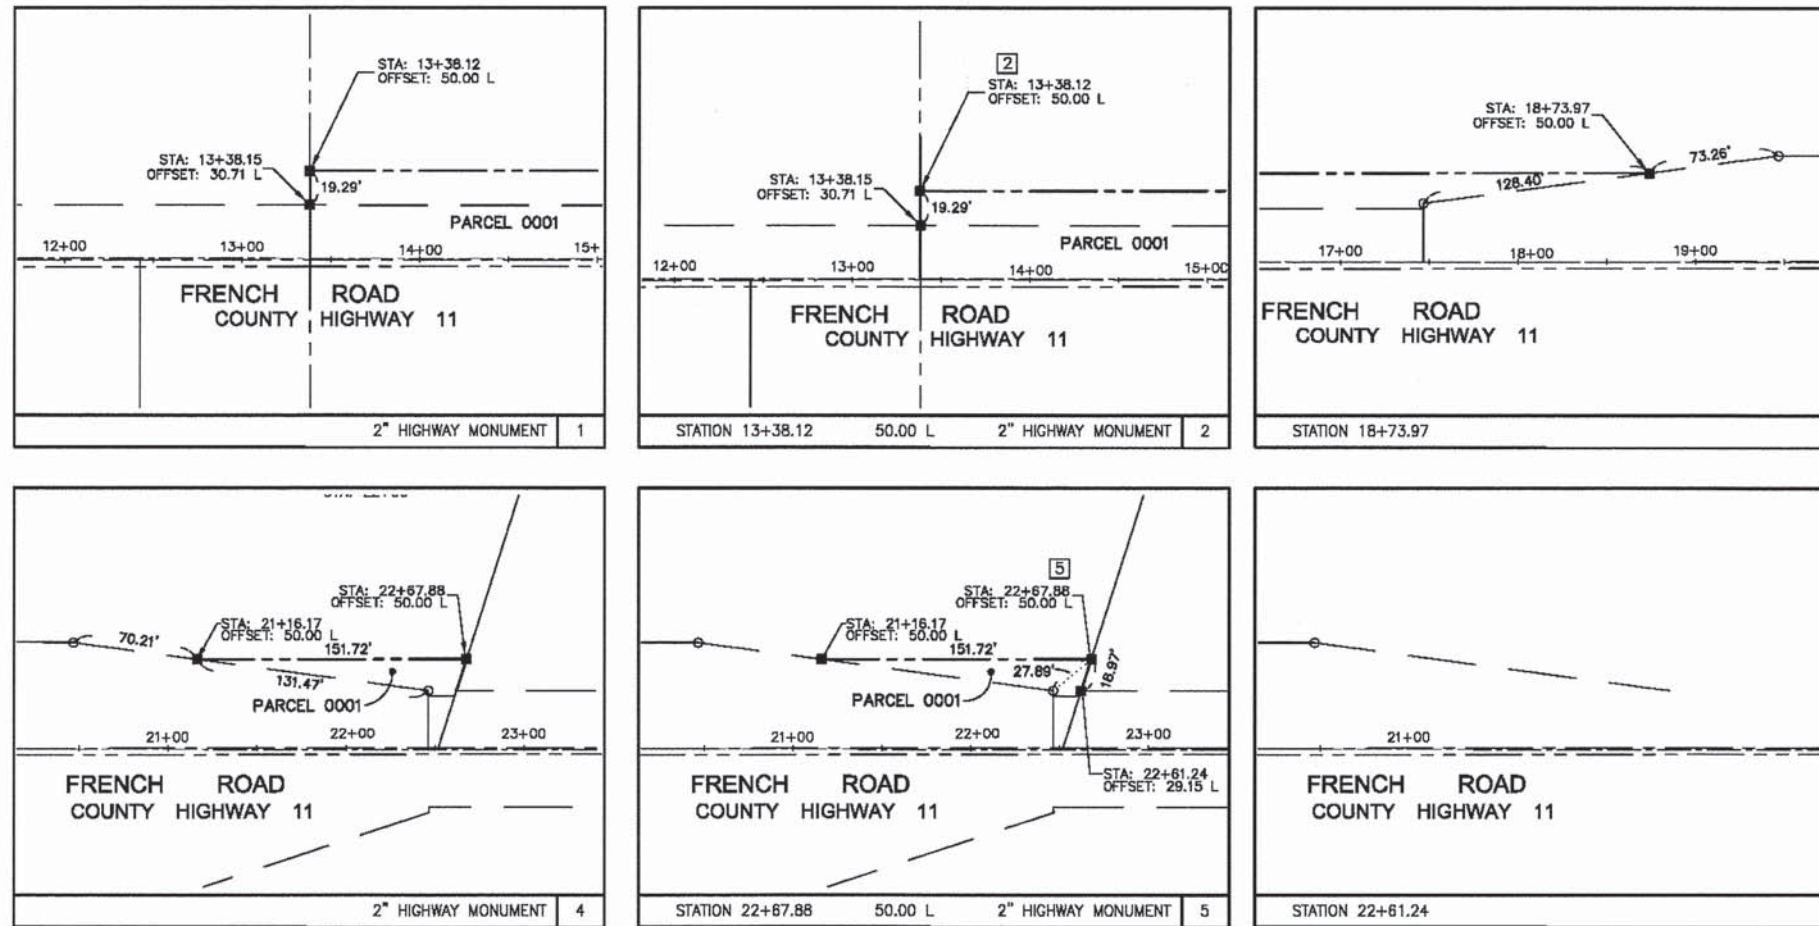 STA: 13+38.12
OFFSET: 50.00 L
STA: 13+38.15
OFFSET: 30.71 L
19.29'
PARCEL 0001
12+00 13+00 14+00 15+
FRENCH ROAD
COUNTY HIGHWAY 11
2" HIGHWAY MONUMENT 1
2
STA: 13+38.12
OFFSET: 50.00 L
STA: 13+38.15
OFFSET: 30.71 L
19.29'
PARCEL 0001
12+00 13+00 14+00 15+00
FRENCH ROAD
COUNTY HIGHWAY 11
STATION 13+38.12 50.00 L 2" HIGHWAY MONUMENT 2
STA: 18+73.97
OFFSET: 50.00 L
73.26'
128.40'
17+00 18+00 19+00
FRENCH ROAD
COUNTY HIGHWAY 11
STATION 18+73.97
STA: 22+67.88
OFFSET: 50.00 L
STA: 21+16.17
OFFSET: 50.00 L
70.21'
151.72'
131.47'
PARCEL 0001
21+00 22+00 23+00
FRENCH ROAD
COUNTY HIGHWAY 11
2" HIGHWAY MONUMENT 4
5
STA: 22+67.88
OFFSET: 50.00 L
STA: 21+16.17
OFFSET: 50.00 L
151.72'
27.89'
18.97'
PARCEL 0001
21+00 22+00 23+00
STA: 22+61.24
OFFSET: 29.15 L
FRENCH ROAD
COUNTY HIGHWAY 11
STATION 22+67.88 50.00 L 2" HIGHWAY MONUMENT 5
21+00
FRENCH ROAD
COUNTY HIGHWAY 11
STATION 22+61.24